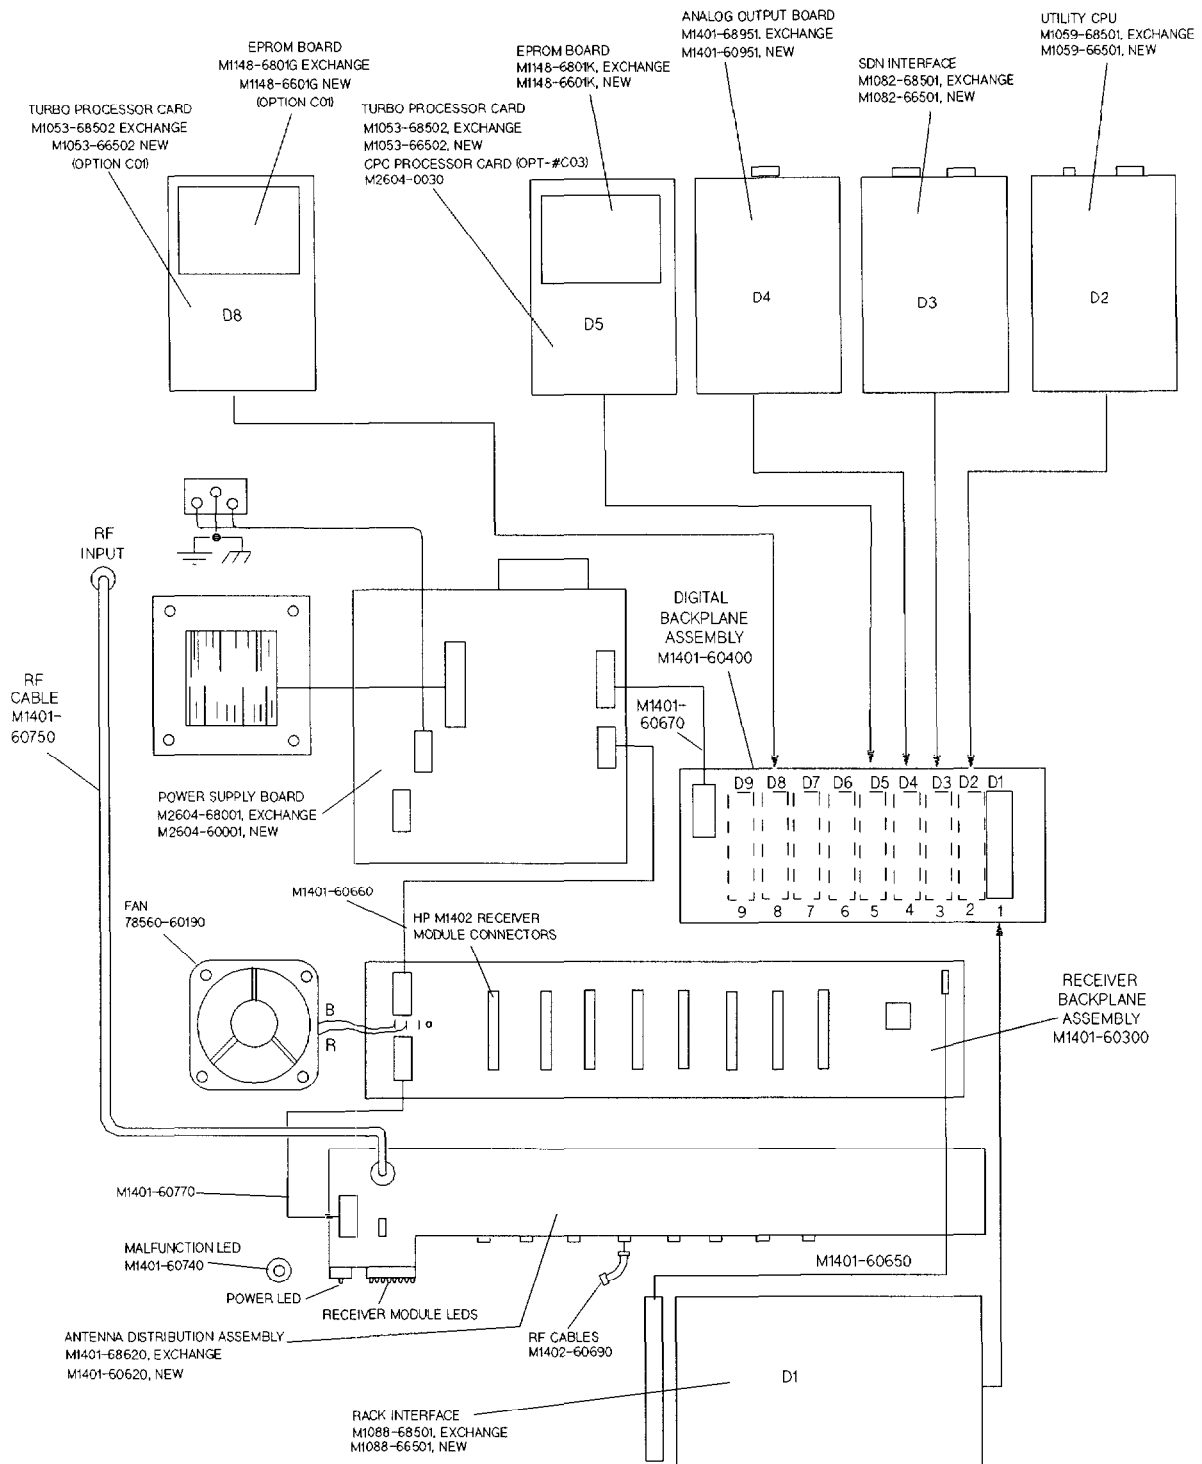 ANALOG OUTPUT BOARD
M1401-68951, EXCHANGE
M1401-60951, NEW
UTILITY CPU
M1059-68501, EXCHANGE
M1059-66501, NEW
EPROM BOARD
M1148-6801G EXCHANGE
M1148-6601G NEW
(OPTION C01)
EPROM BOARD
M1148-6801K, EXCHANGE
M1148-6601K, NEW
SDN INTERFACE
M1082-68501, EXCHANGE
M1082-66501, NEW
TURBO PROCESSOR CARD
M1053-68502 EXCHANGE
M1053-66502 NEW
(OPTION C01)
TURBO PROCESSOR CARD
M1053-68502, EXCHANGE
M1053-66502, NEW
CPC PROCESSOR CARD (OPT-#C03)
M2604-0030
D8
D5
D4
D3
D2
RF
INPUT
DIGITAL
BACKPLANE
ASSEMBLY
M1401-60400
RF
CABLE
M1401-
60750
M1401-
60670
POWER SUPPLY BOARD
M2604-68001, EXCHANGE
M2604-60001, NEW
D9 D8 D7 D6 D5 D4 D3 D2 D1
9 8 7 6 5 4 3 2 1
M1401-60660
FAN
78560-60190
HP M1402 RECEIVER
MODULE CONNECTORS
B
R
RECEIVER
BACKPLANE
ASSEMBLY
M1401-60300
M1401-60770
MALFUNCTION LED
M1401-60740
POWER LED
RECEIVER MODULE LEDS
M1401-60650
ANTENNA DISTRIBUTION ASSEMBLY
M1401-68620, EXCHANGE
M1401-60620, NEW
RF CABLES
M1402-60690
D1
RACK INTERFACE
M1088-68501, EXCHANGE
M1088-66501, NEW